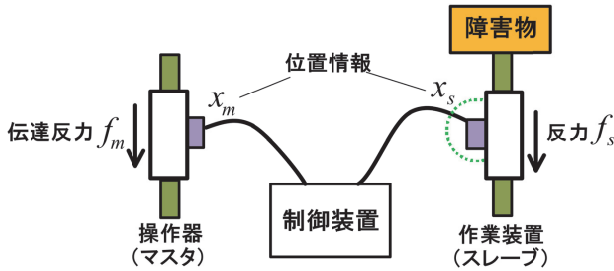 障害物
位置情報
x_m
x_s
伝達反力 f_m
反力 f_s
制御装置
操作器
(マスタ)
作業装置
(スレーブ)